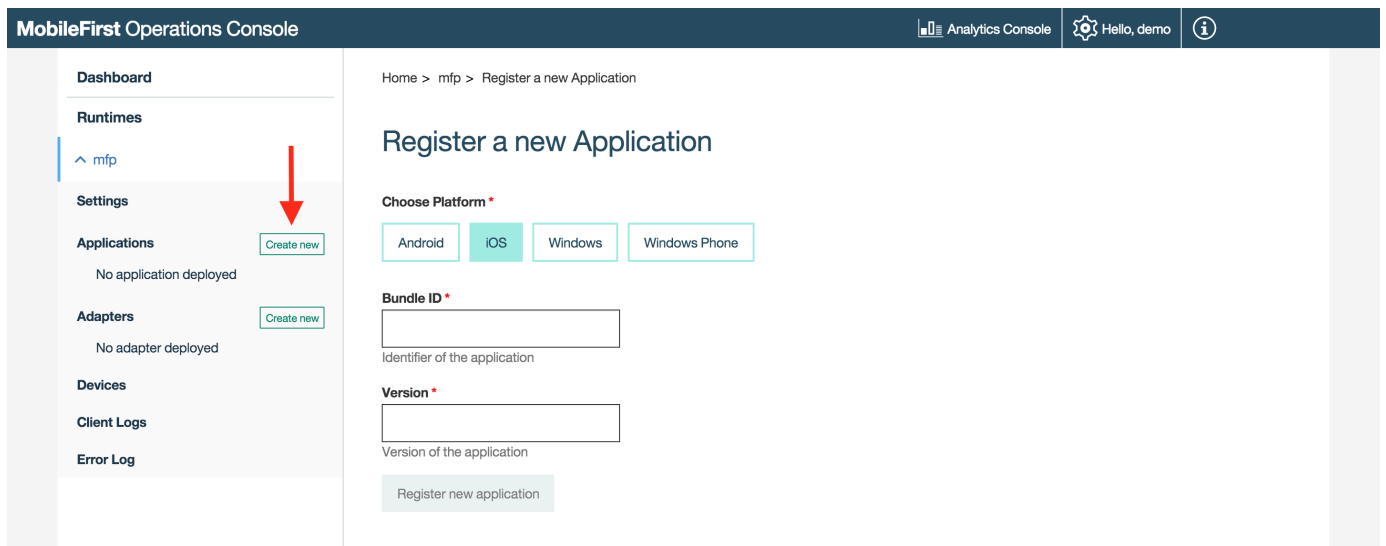 MobileFirst Operations Console
Analytics Console
Hello, demo
Dashboard
Runtimes
mfp
Settings
Applications Create new
No application deployed
Adapters Create new
No adapter deployed
Devices
Client Logs
Error Log
Home > mfp > Register a new Application
Register a new Application
Choose Platform *
Android iOS Windows Windows Phone
Bundle ID *
Identifier of the application
Version *
Version of the application
Register new application